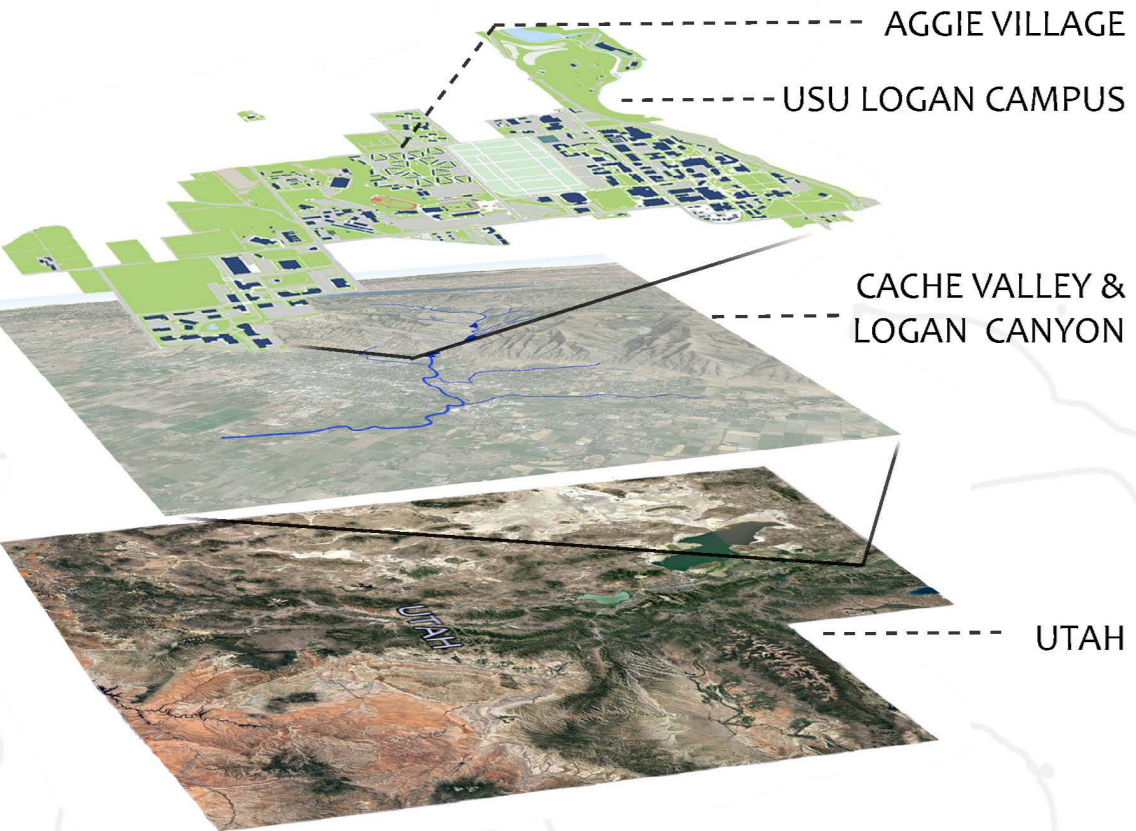 AGGIE VILLAGE
USU LOGAN CAMPUS
CACHE VALLEY &
LOGAN CANYON
UTAH
UTAH